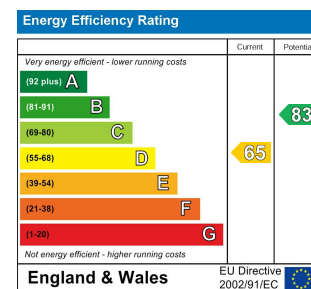 Energy Efficiency Rating
Current Potentia
Very energy efficient - lower running costs
(92 plus) A
(81-91) B
83
(69-80) C
(55-68) D
65
(39-54) E
(21-38) F
(1-20) G
Not energy efficient - higher running costs
England & Wales
EU Directive
2002/91/EC